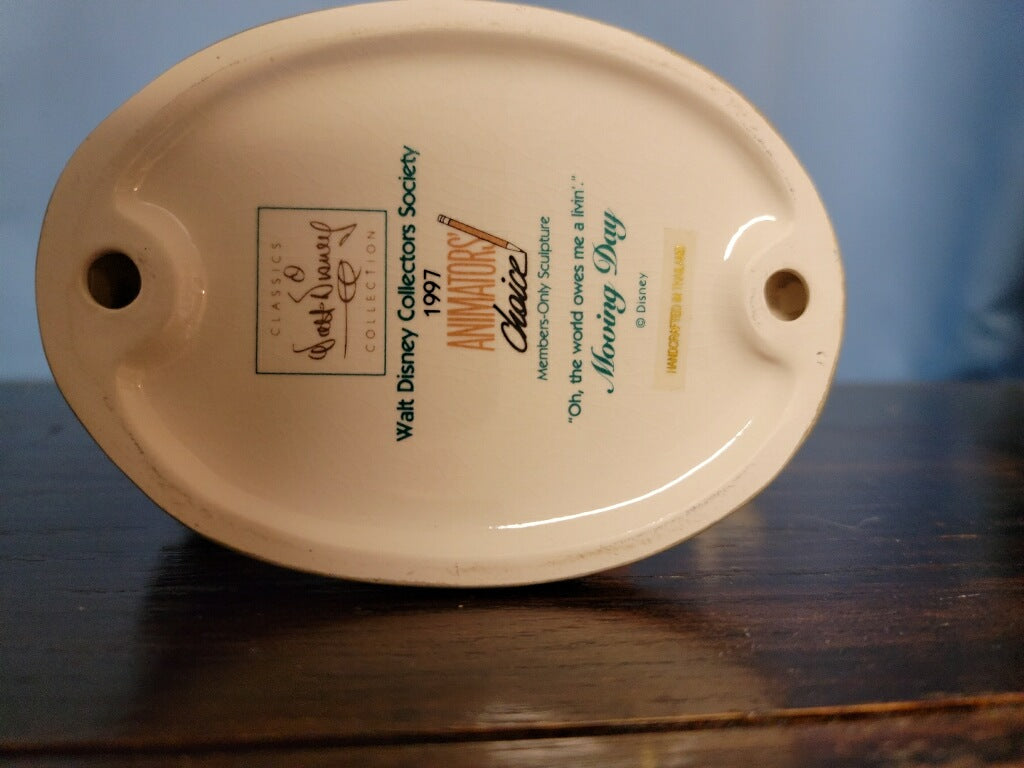 CLASSICS
Walt Disney
COLLECTION
Walt Disney Collectors Society
1997
ANIMATORS'
Choice
Members-Only Sculpture
"Oh, the world owes me a livin'."
Moving Day
© Disney
HANDCRAFTED IN THAILAND